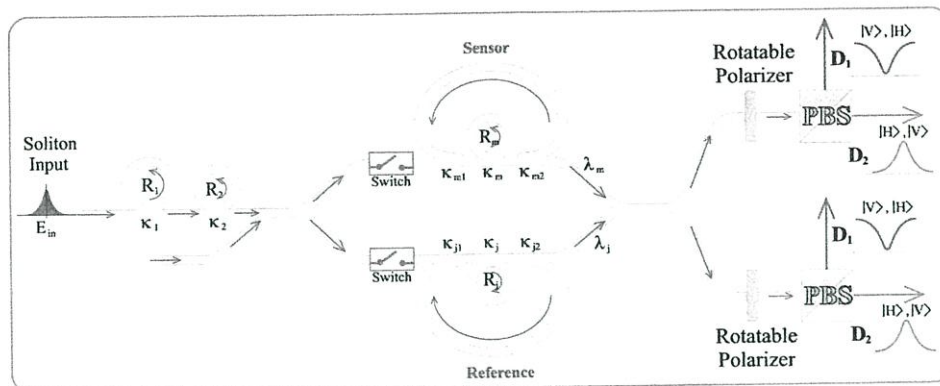 Sensor
Soliton
Input
E_in
R_1
R_2
κ_1
κ_2
Switch
κ_m1 κ_m κ_m2
λ_m
Switch
κ_j1 κ_j κ_j2
λ_j
R_j
Reference
Rotatable
Polarizer
|V>, |H>
D_1
PBS
|H>, |V>
D_2
|V>, |H>
D_1
PBS
|H>, |V>
D_2
Rotatable
Polarizer